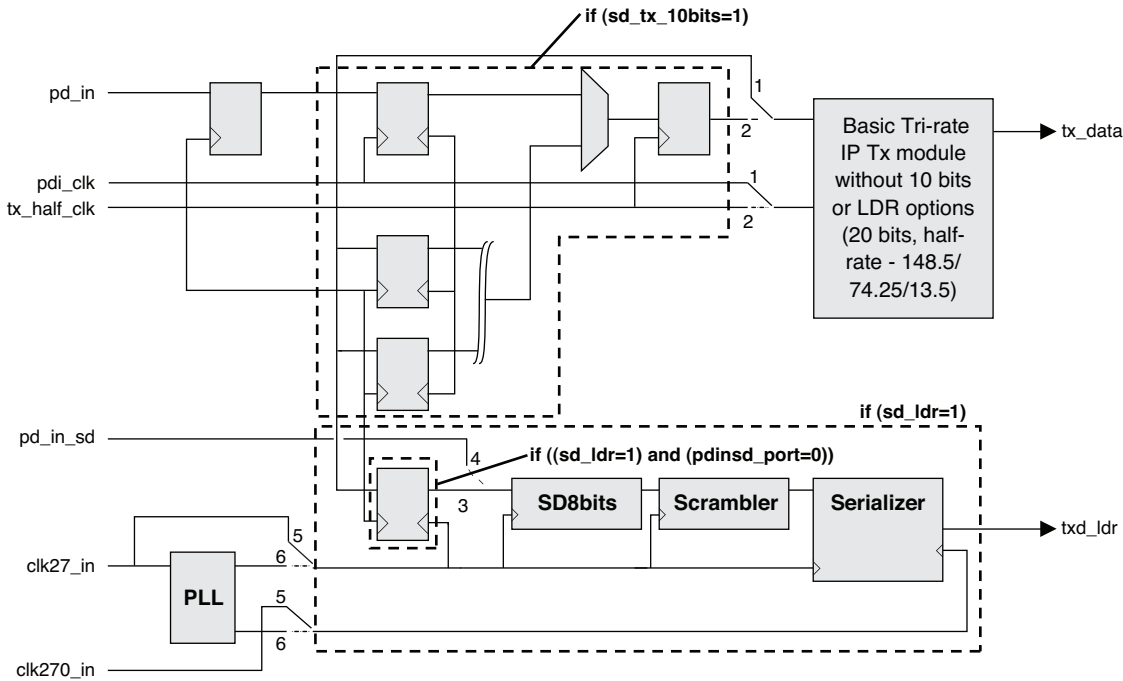 if (sd_tx_10bits=1)
pd_in
1
2
Basic Tri-rate
IP Tx module
without 10 bits
or LDR options
(20 bits, half-
rate - 148.5/
74.25/13.5)
tx_data
pdi_clk
1
tx_half_clk
2
if (sd_ldr=1)
pd_in_sd
4
if ((sd_ldr=1) and (pdinsd_port=0))
3
SD8bits
Scrambler
Serializer
txd_ldr
5
clk27_in
6
PLL
5
6
clk270_in